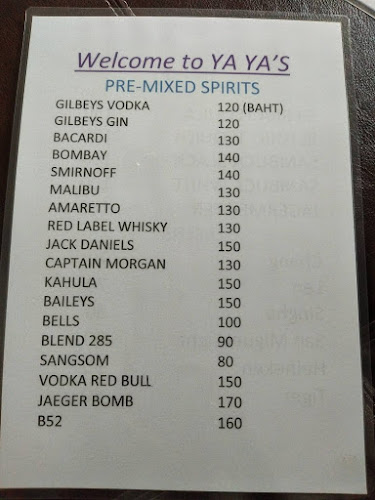 Welcome to YA YA'S
PRE-MIXED SPIRITS
GILBEYS VODKA 120 (BAHT)
GILBEYS GIN 120
BACARDI 130
BOMBAY 140
SMIRNOFF 140
MALIBU 130
AMARETTO 130
RED LABEL WHISKY 130
JACK DANIELS 150
CAPTAIN MORGAN 130
KAHULA 150
BAILEYS 150
BELLS 100
BLEND 285 90
SANGSOM 80
VODKA RED BULL 150
JAEGER BOMB 170
B52 160